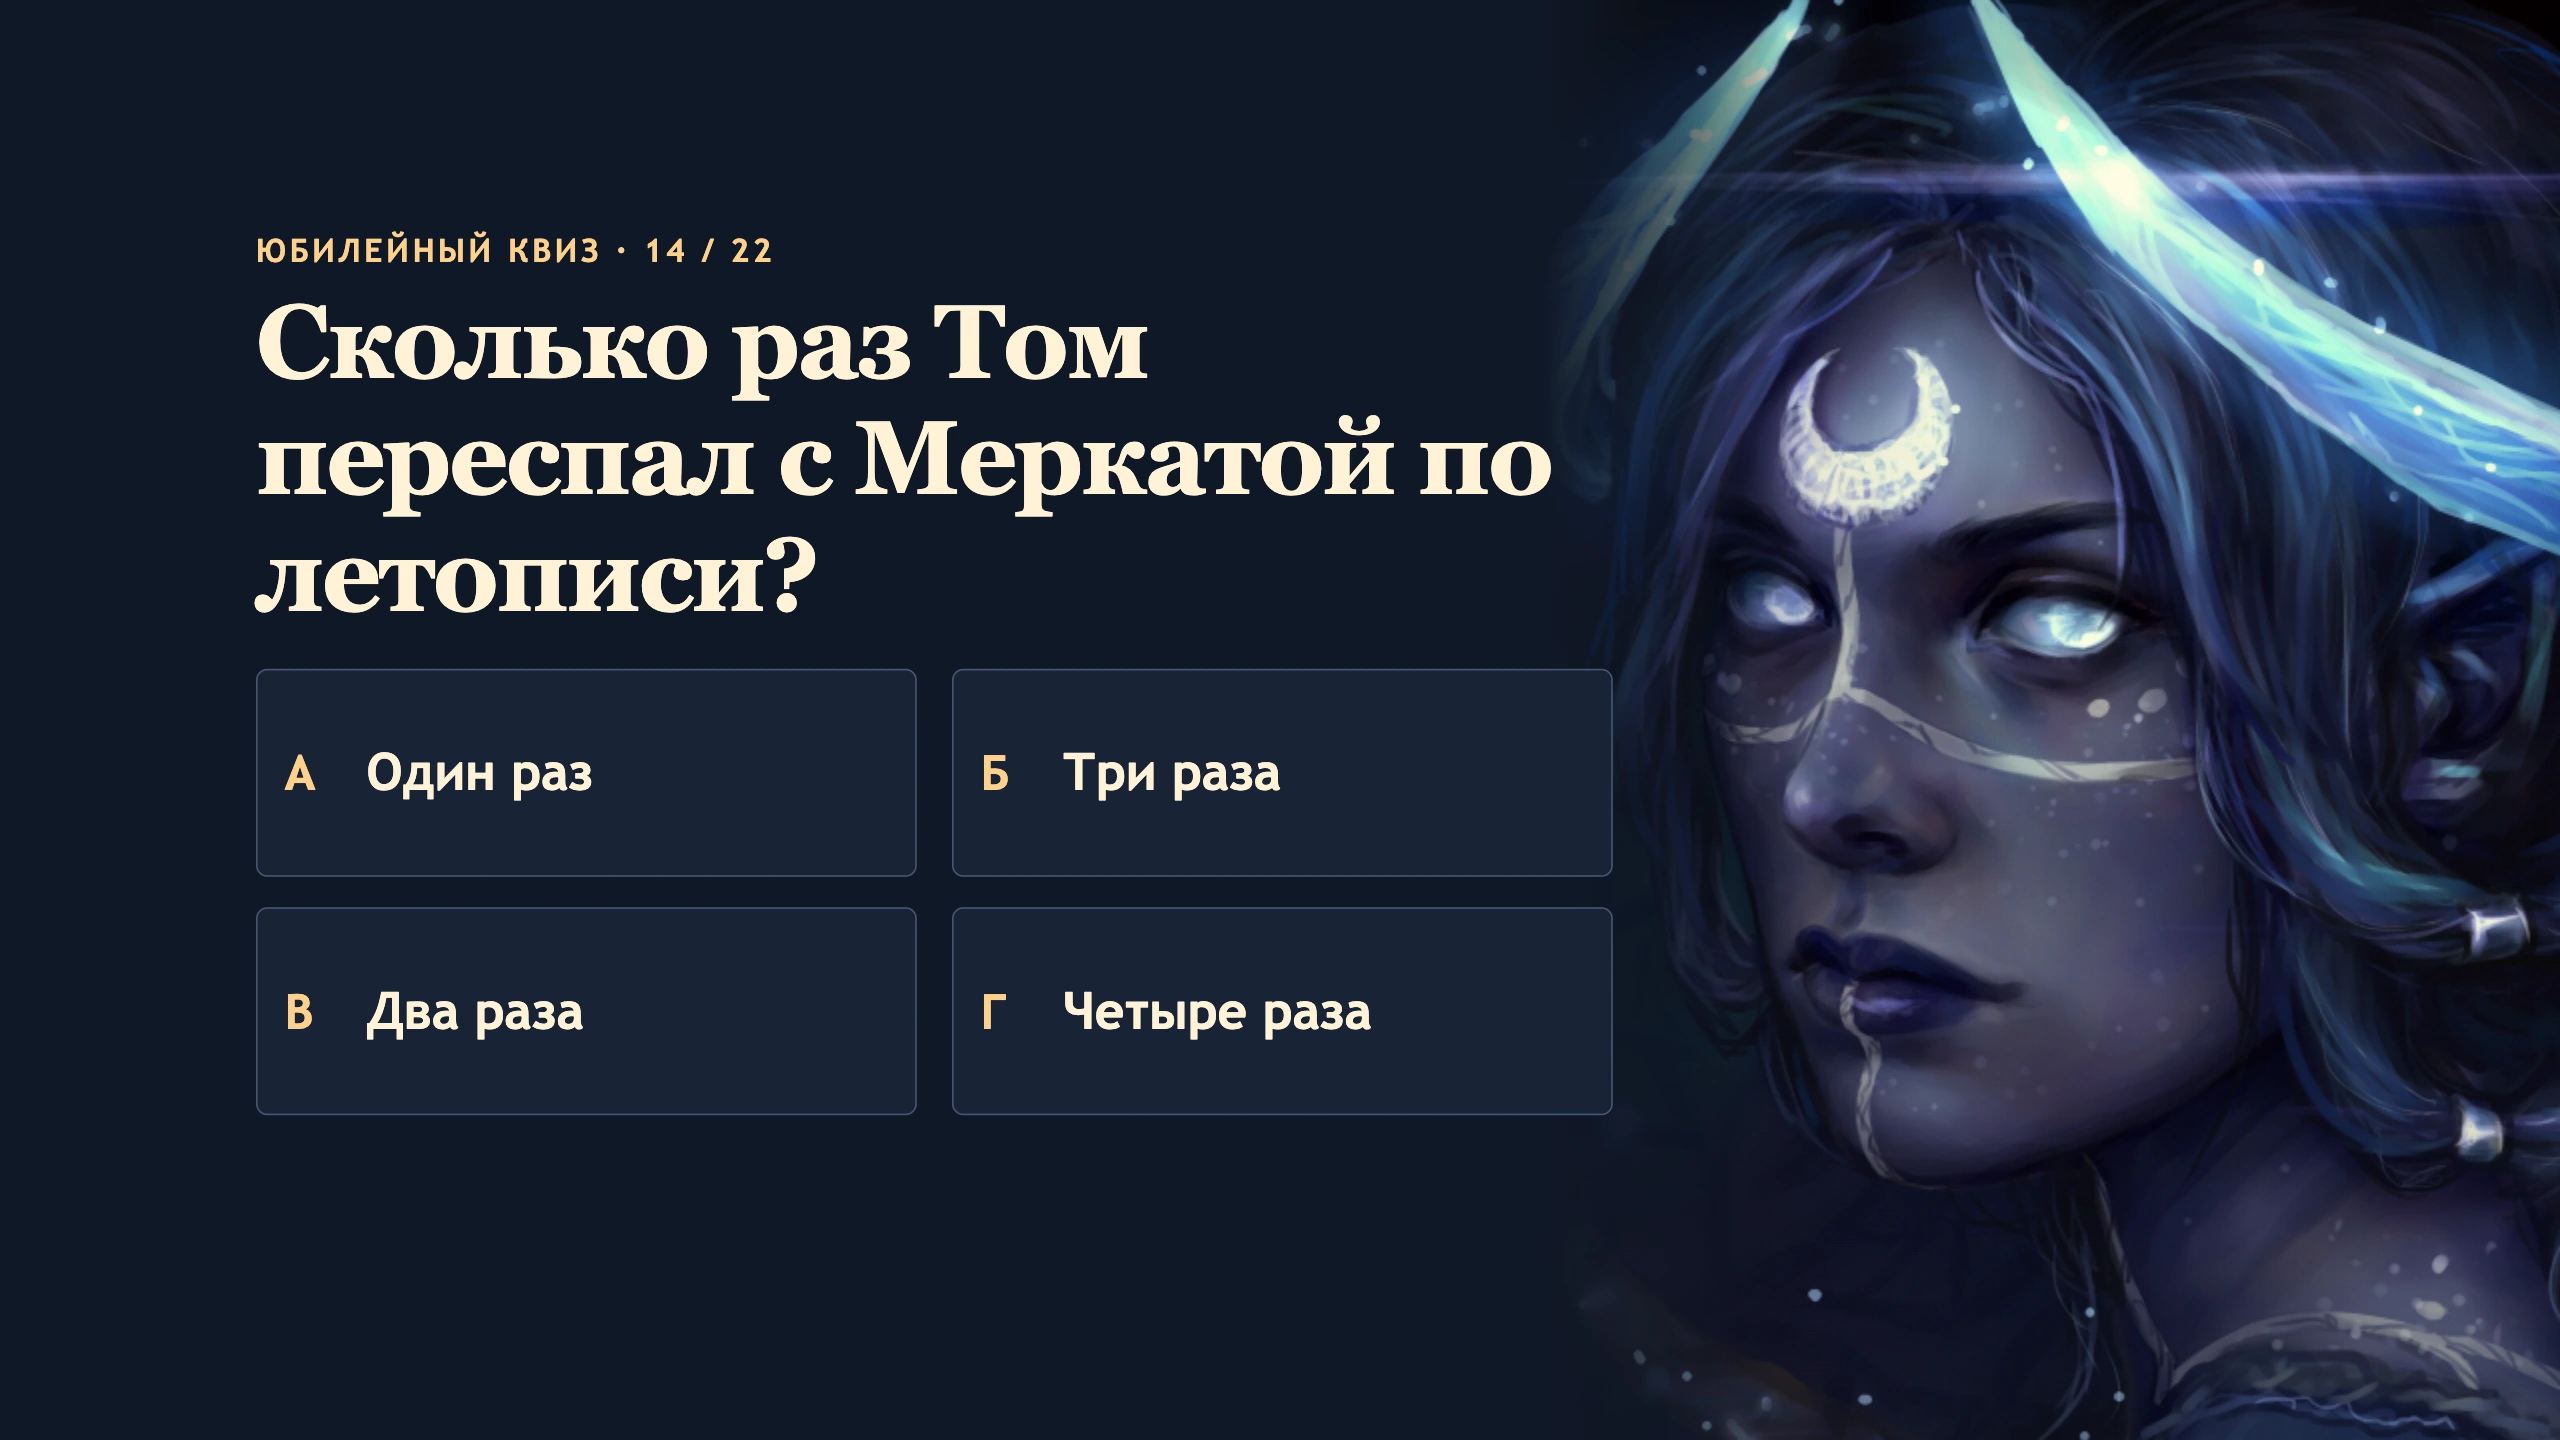 ЮБИЛЕЙНЫЙ КВИЗ · 14 / 22
Сколько раз Том
переспал с Меркатой по
летописи?
А Один раз
Б Три раза
В Два раза
Г Четыре раза